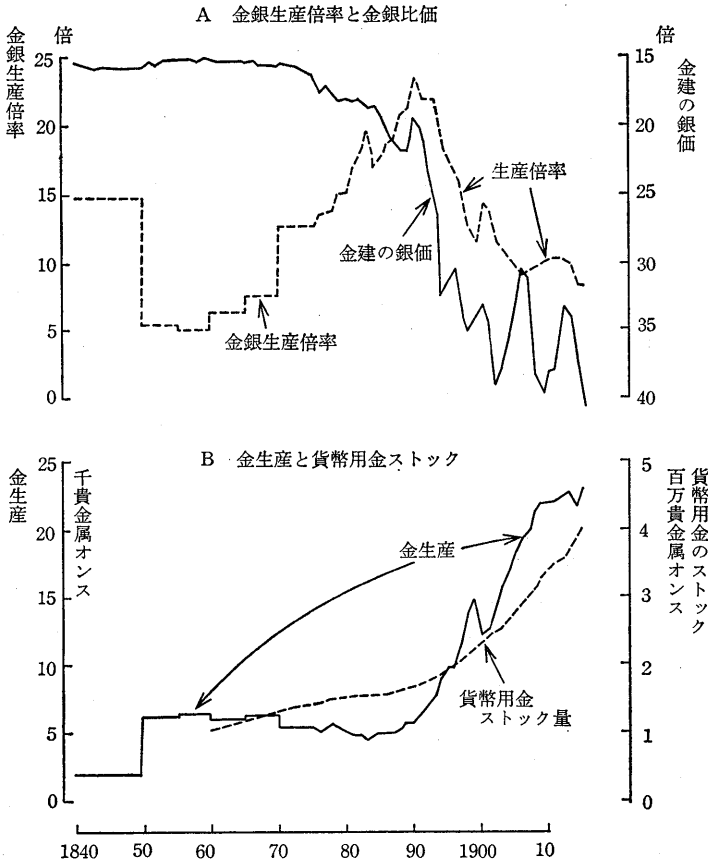 A 金銀生産倍率と金銀比価
金銀生産倍率
倍
25
20
15
10
5
0
倍
金建の銀価
15
20
25
30
35
40
生産倍率
金建の銀価
金銀生産倍率
B 金生産と貨幣用金ストック
金生産
千貴金属オンス
25
20
15
10
5
0
貨幣用金のストック
百万貴金属オンス
5
4
3
2
1
0
金生産
貨幣用金
ストック量
1840 50 60 70 80 90 1900 10